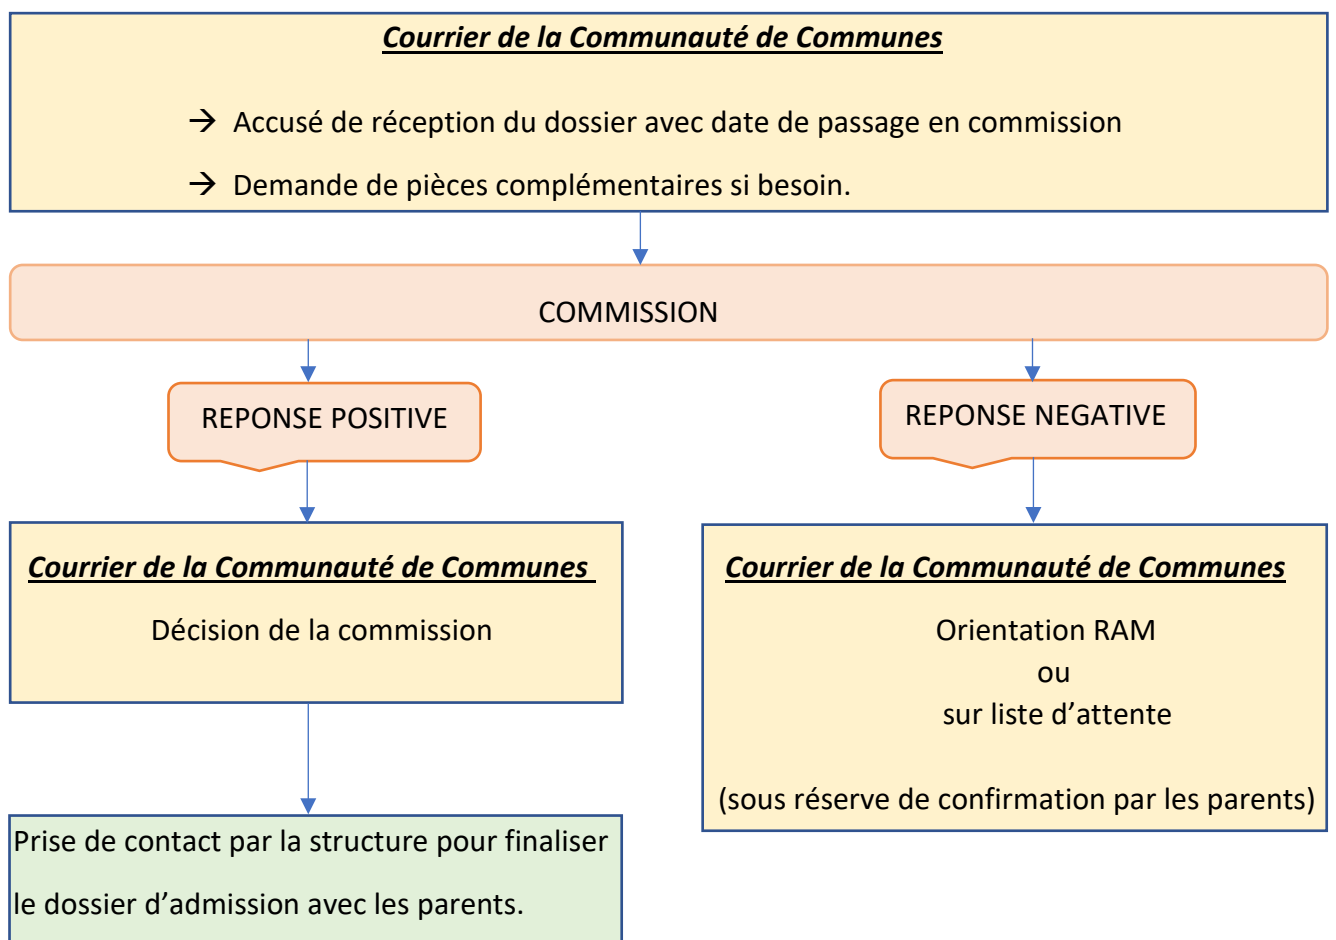 Courrier de la Communauté de Communes
→ Accusé de réception du dossier avec date de passage en commission
→ Demande de pièces complémentaires si besoin.
COMMISSION
REPONSE POSITIVE
REPONSE NEGATIVE
Courrier de la Communauté de Communes
Décision de la commission
Courrier de la Communauté de Communes
Orientation RAM
ou
sur liste d’attente
(sous réserve de confirmation par les parents)
Prise de contact par la structure pour finaliser
le dossier d’admission avec les parents.